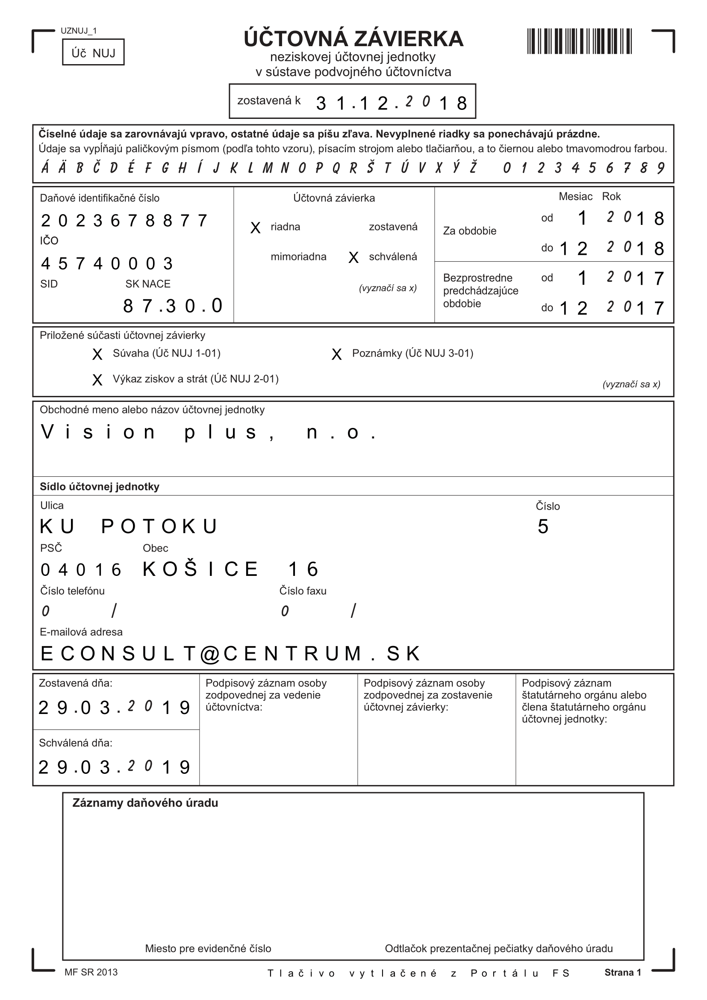 UZNUJ_1
Úč NUJ
ÚČTOVNÁ ZÁVIERKA
neziskovej účtovnej jednotky
v sústave podvojného účtovníctva
zostavená k 31.12.2018
Číselné údaje sa zarovnávajú vpravo, ostatné údaje sa píšu zľava. Nevyplnené riadky sa ponechávajú prázdne.
Údaje sa vypĺňajú paličkovým písmom (podľa tohto vzoru), písacím strojom alebo tlačiarňou, a to čiernou alebo tmavomodrou farbou.
Á Ä B Č D É F G H Í J K L M N O P Q R Š T Ú V X Ý Ž 0 1 2 3 4 5 6 7 8 9
Daňové identifikačné číslo
2023678877
IČO
45740003
SID SK NACE
87.30.0
Účtovná závierka
X riadna zostavená
mimoriadna X schválená
(vyznačí sa x)
Mesiac Rok
Za obdobie
od 1 2018
do 12 2018
Bezprostredne
predchádzajúce
obdobie
od 1 2017
do 12 2017
Priložené súčasti účtovnej závierky
X Súvaha (Úč NUJ 1-01) X Poznámky (Úč NUJ 3-01)
X Výkaz ziskov a strát (Úč NUJ 2-01)
(vyznačí sa x)
Obchodné meno alebo názov účtovnej jednotky
Vision plus, n.o.
Sídlo účtovnej jednotky
Ulica Číslo
KU POTOKU 5
PSČ Obec
04016 KOŠICE 16
Číslo telefónu Číslo faxu
0 / 0 /
E-mailová adresa
ECONSULT@CENTRUM.SK
Zostavená dňa:
29.03.2019
Schválená dňa:
29.03.2019
Podpisový záznam osoby
zodpovednej za vedenie
účtovníctva:
Podpisový záznam osoby
zodpovednej za zostavenie
účtovnej závierky:
Podpisový záznam
štatutárneho orgánu alebo
člena štatutárneho orgánu
účtovnej jednotky:
Záznamy daňového úradu
Miesto pre evidenčné číslo Odtlačok prezentačnej pečiatky daňového úradu
MF SR 2013 Tlačivo vytlačené z Portálu FS Strana 1